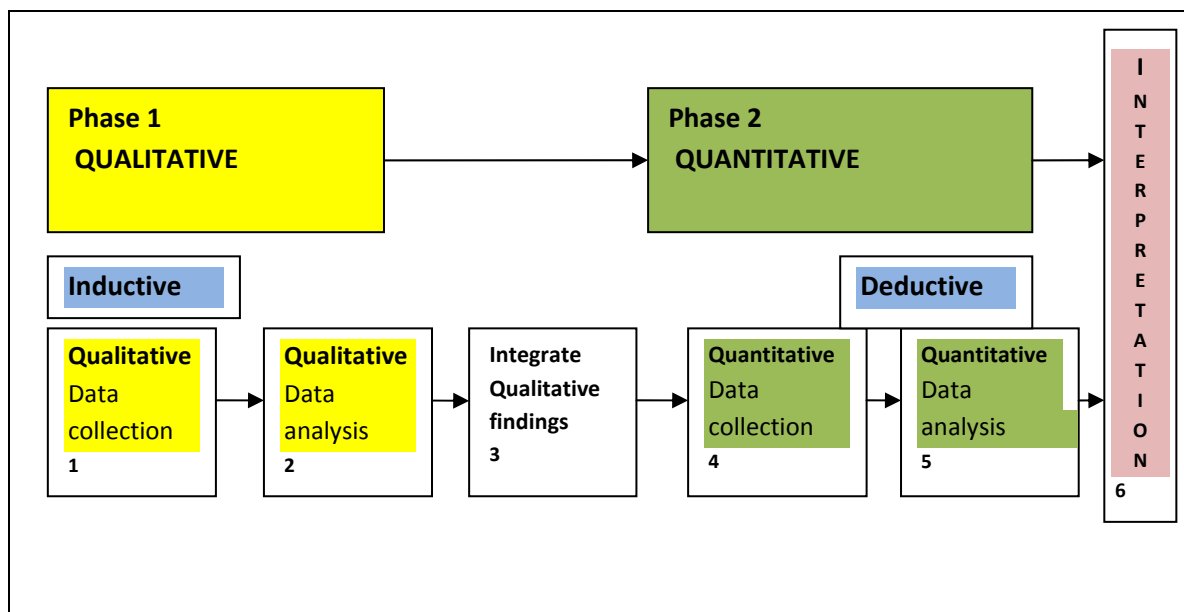 Phase 1
QUALITATIVE
Phase 2
QUANTITATIVE
Inductive
Deductive
Qualitative
Data
collection
1
Qualitative
Data
analysis
2
Integrate
Qualitative
findings
3
Quantitative
Data
collection
4
Quantitative
Data
analysis
5
I
N
T
E
R
P
R
E
T
A
T
I
O
N
6